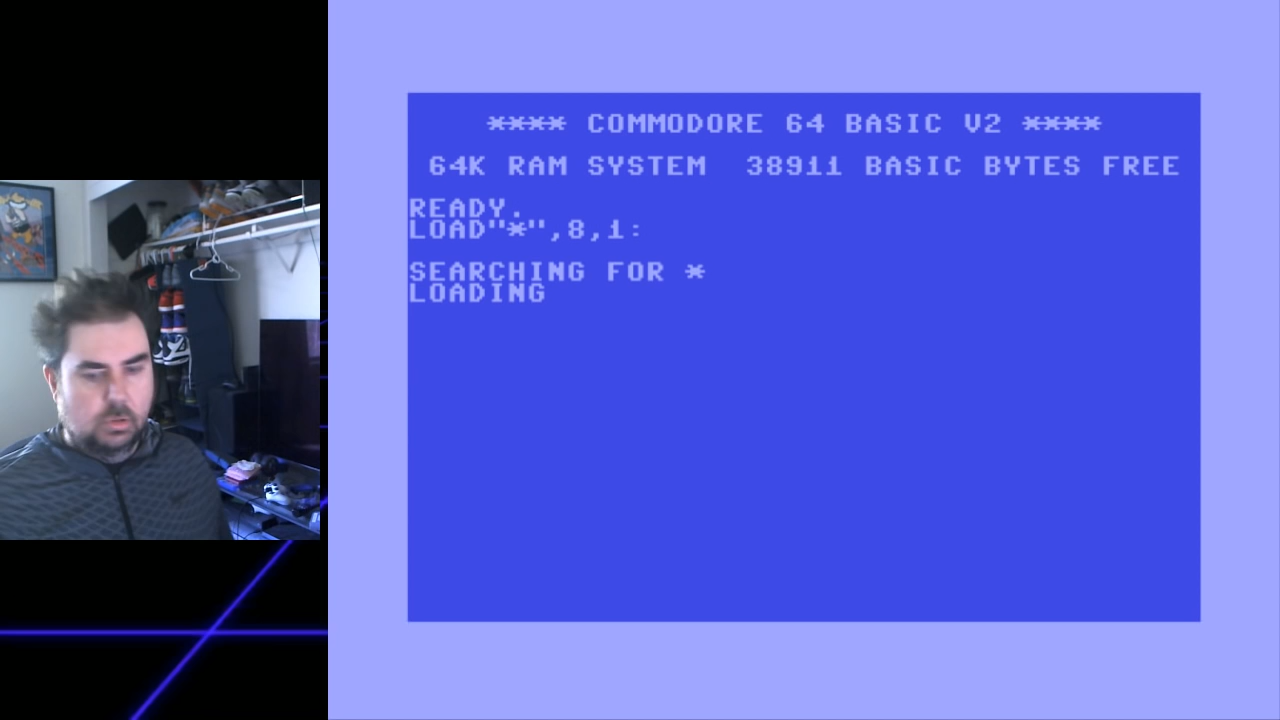 **** COMMODORE 64 BASIC V2 ****
64K RAM SYSTEM  38911 BASIC BYTES FREE
READY.
LOAD"*",8,1:
SEARCHING FOR *
LOADING